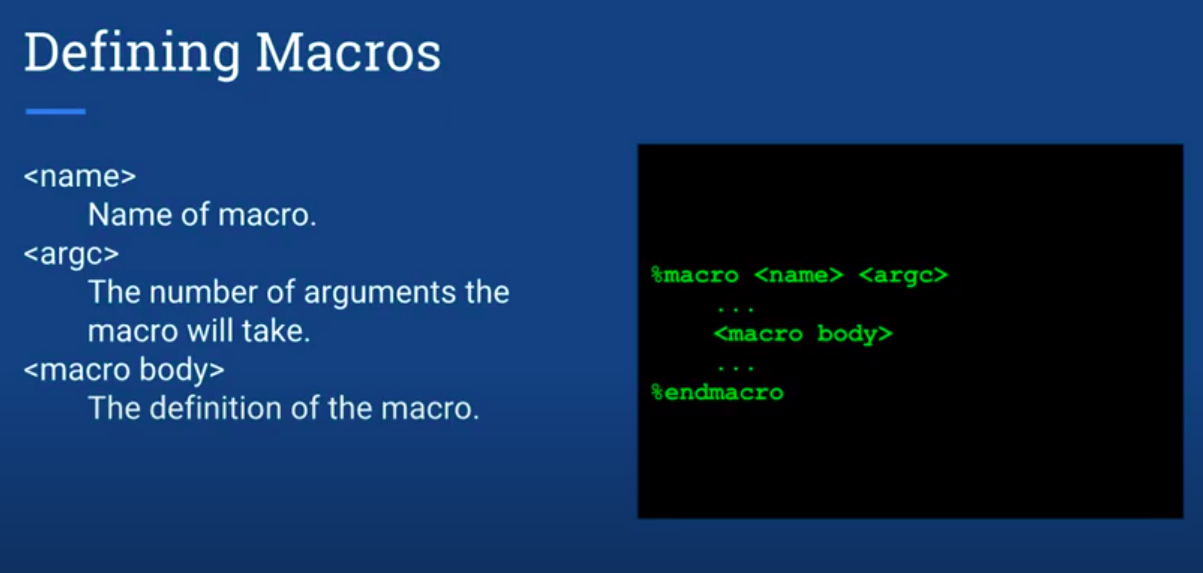 Defining Macros
<name>
Name of macro.
<argc>
The number of arguments the
macro will take.
<macro body>
The definition of the macro.
%macro <name> <argc>
...
<macro body>
...
%endmacro